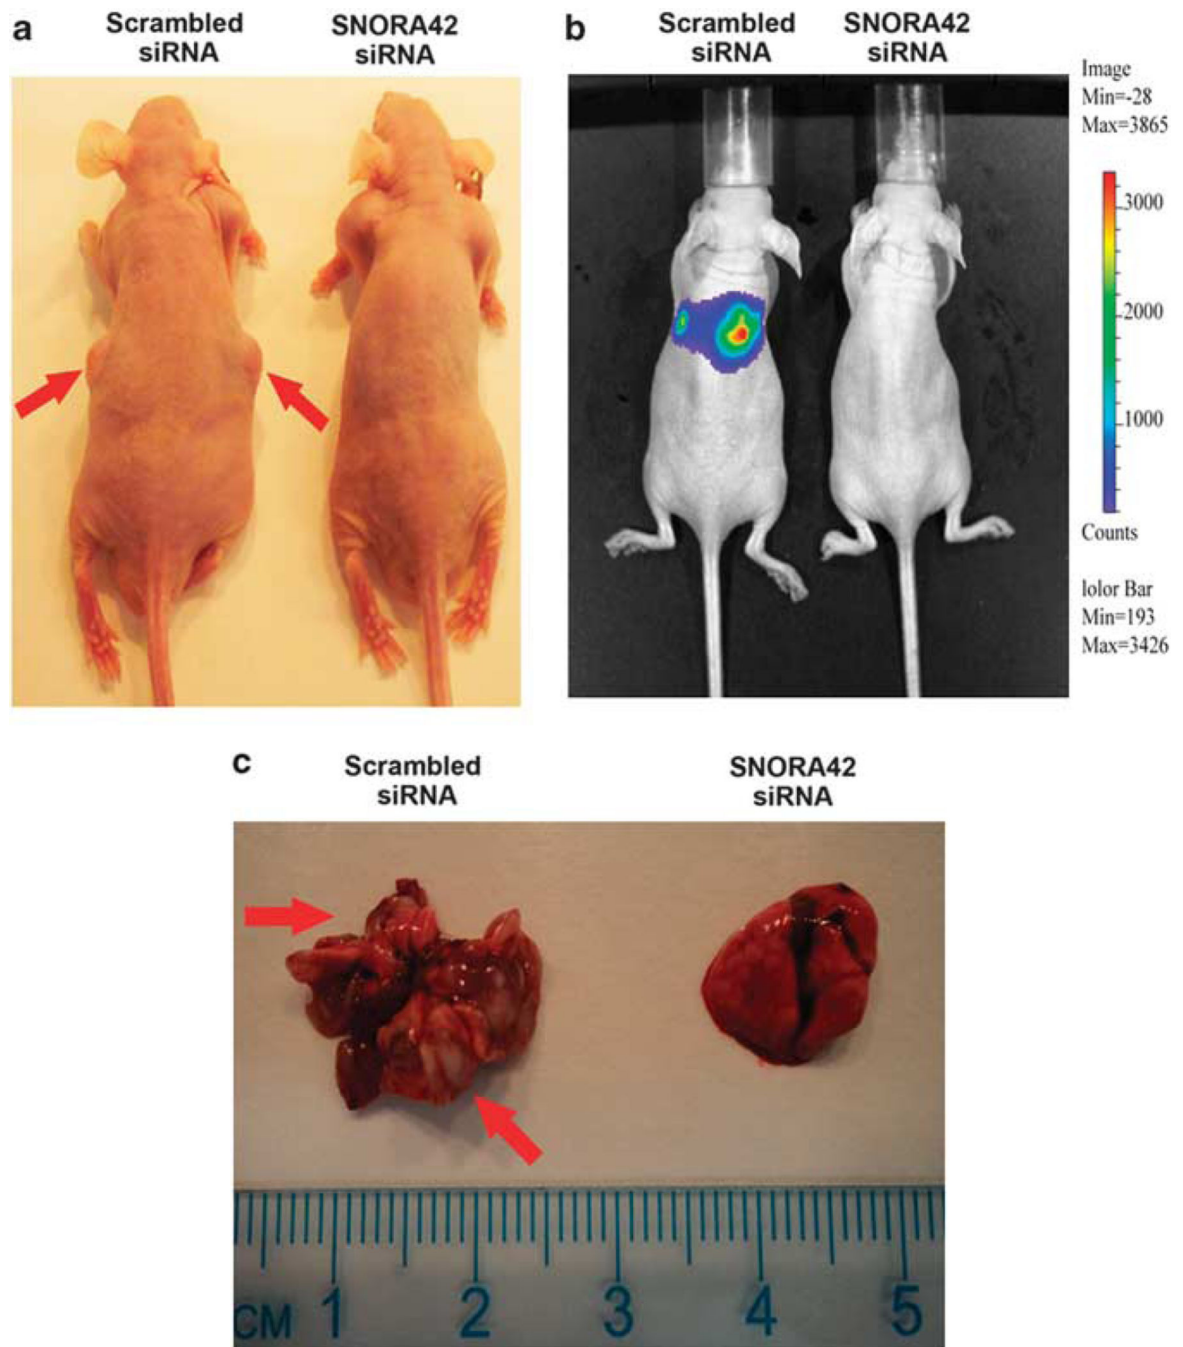 a
Scrambled
siRNA
SNORA42
siRNA
b
Scrambled
siRNA
SNORA42
siRNA
Image
Min=-28
Max=3865
3000
2000
1000
Counts
lolor Bar
Min=193
Max=3426
c
Scrambled
siRNA
SNORA42
siRNA
CM 1 2 3 4 5